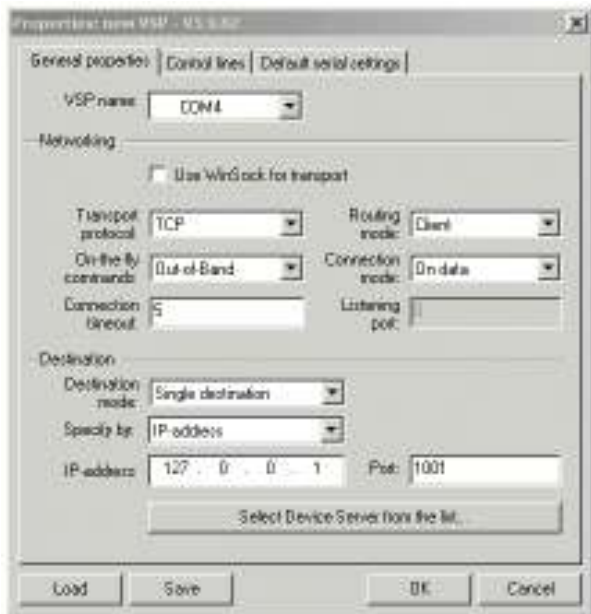 Properties: new VSP - V5.5.02
General properties Control lines Default serial settings
VSP name: COM4
Networking
Use WinSock for transport
Transport protocol: TCP Routing mode: Client
On-the-fly commands: Out-of-Band Connection mode: On data
Connection timeout: 5 Listening port:
Destination
Destination mode: Single destination
Specify by: IP-address
IP-address: 127 . 0 . 0 . 1 Port: 1001
Select Device Server from the list...
Load Save OK Cancel